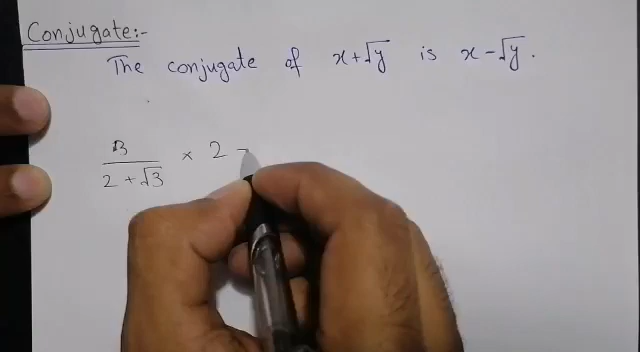 Conjugate:-
The conjugate of x+√y is x-√y.
3
2+√3 × 2 -